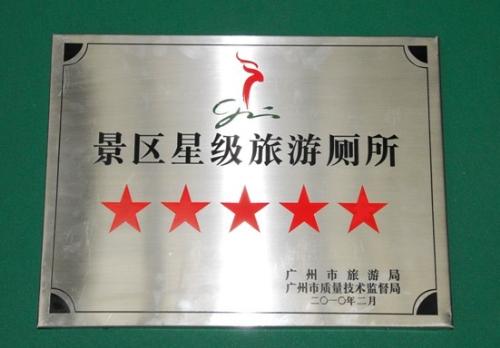 景区星级旅游厕所
广州市旅游局
广州市质量技术监督局
二〇一〇年二月